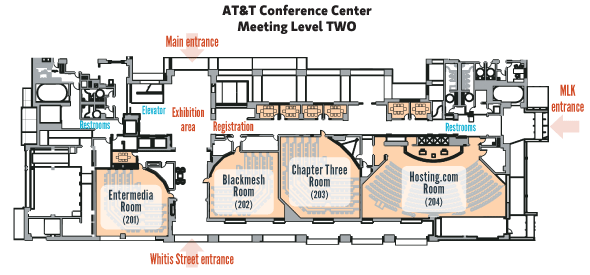 AT&T Conference Center
Meeting Level TWO
Main entrance
MLK
entrance
Elevator
Exhibition
area
Restrooms
Registration
Restrooms
Entermedia
Room
(201)
Blackmesh
Room
(202)
Chapter Three
Room
(203)
Hosting.com
Room
(204)
Whitis Street entrance